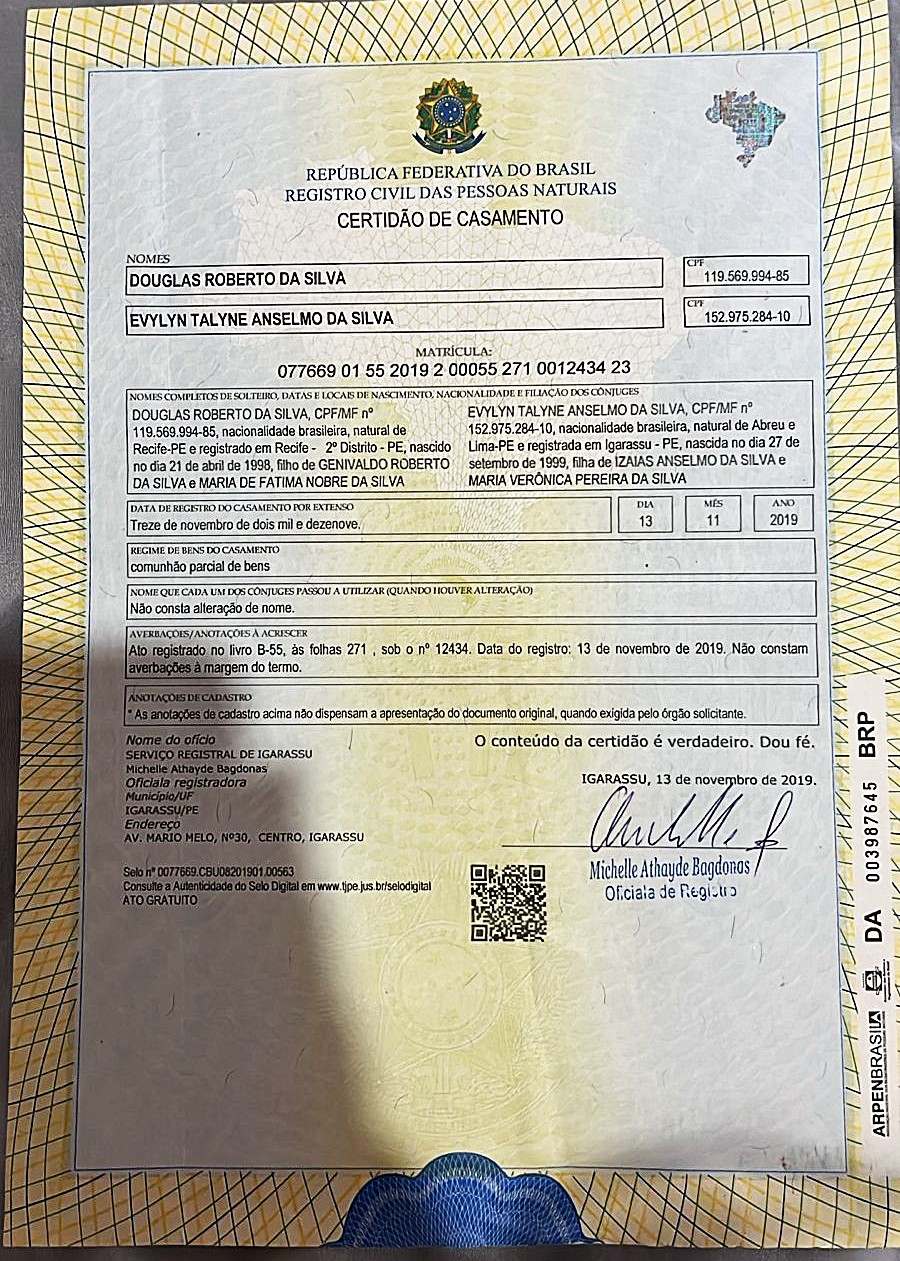 REPÚBLICA FEDERATIVA DO BRASIL
REGISTRO CIVIL DAS PESSOAS NATURAIS
CERTIDÃO DE CASAMENTO
NOMES
DOUGLAS ROBERTO DA SILVA
CPF
119.569.994-85
EVYLYN TALYNE ANSELMO DA SILVA
CPF
152.975.284-10
MATRÍCULA:
077669 01 55 2019 2 00055 271 0012434 23
NOMES COMPLETOS DE SOLTEIRO, DATAS E LOCAIS DE NASCIMENTO, NACIONALIDADE E FILIAÇÃO DOS CÔNJUGES
DOUGLAS ROBERTO DA SILVA, CPF/MF nº
119.569.994-85, nacionalidade brasileira, natural de
Recife-PE e registrado em Recife - 2º Distrito - PE, nascido
no dia 21 de abril de 1998, filho de GENIVALDO ROBERTO
DA SILVA e MARIA DE FATIMA NOBRE DA SILVA
EVYLYN TALYNE ANSELMO DA SILVA, CPF/MF nº
152.975.284-10, nacionalidade brasileira, natural de Abreu e
Lima-PE e registrada em Igarassu - PE, nascida no dia 27 de
setembro de 1999, filha de IZAIAS ANSELMO DA SILVA e
MARIA VERÔNICA PEREIRA DA SILVA
DATA DE REGISTRO DO CASAMENTO POR EXTENSO
Treze de novembro de dois mil e dezenove.
DIA
13
MÊS
11
ANO
2019
REGIME DE BENS DO CASAMENTO
comunhão parcial de bens
NOME QUE CADA UM DOS CÔNJUGES PASSOU A UTILIZAR (QUANDO HOUVER ALTERAÇÃO)
Não consta alteração de nome.
AVERBAÇÕES/ANOTAÇÕES À ACRESCER
Ato registrado no livro B-55, às folhas 271 , sob o nº 12434. Data do registro: 13 de novembro de 2019. Não constam
averbações à margem do termo.
ANOTAÇÕES DE CADASTRO
* As anotações de cadastro acima não dispensam a apresentação do documento original, quando exigida pelo órgão solicitante.
Nome do ofício
SERVIÇO REGISTRAL DE IGARASSU
Michelle Athayde Bagdonas
Oficiala registradora
Município/UF
IGARASSU/PE
Endereço
AV. MARIO MELO, Nº30, CENTRO, IGARASSU
O conteúdo da certidão é verdadeiro. Dou fé.
IGARASSU, 13 de novembro de 2019.
Michelle Athayde Bagdonas
Oficiala de Registro
Selo nº 0077669.CBU08201901.00563
Consulte a Autenticidade do Selo Digital em www.tjpe.jus.br/selodigital
ATO GRATUITO
ARPENBRASIL DA 003987645 BRP